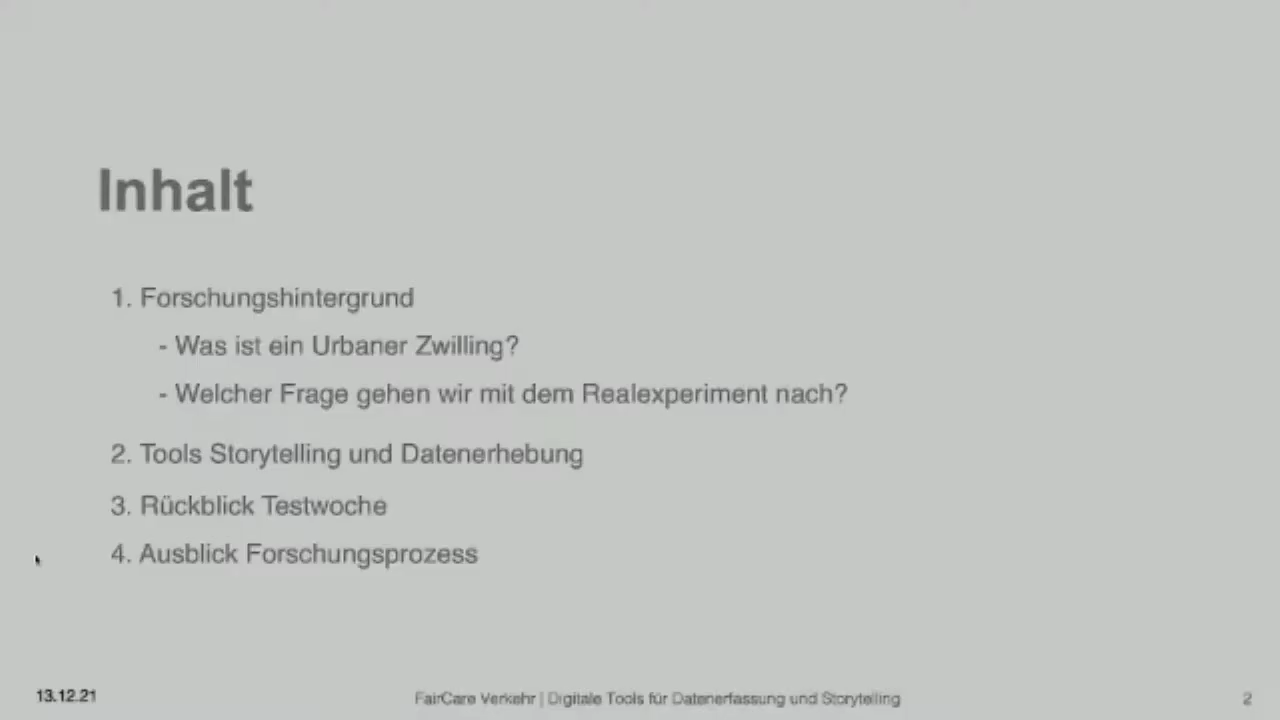 Inhalt
1. Forschungshintergrund
- Was ist ein Urbaner Zwilling?
- Welcher Frage gehen wir mit dem Realexperiment nach?
2. Tools Storytelling und Datenerhebung
3. Rückblick Testwoche
4. Ausblick Forschungsprozess
13.12.21
FairCare Verkehr | Digitale Tools für Datenerfassung und Storytelling
2